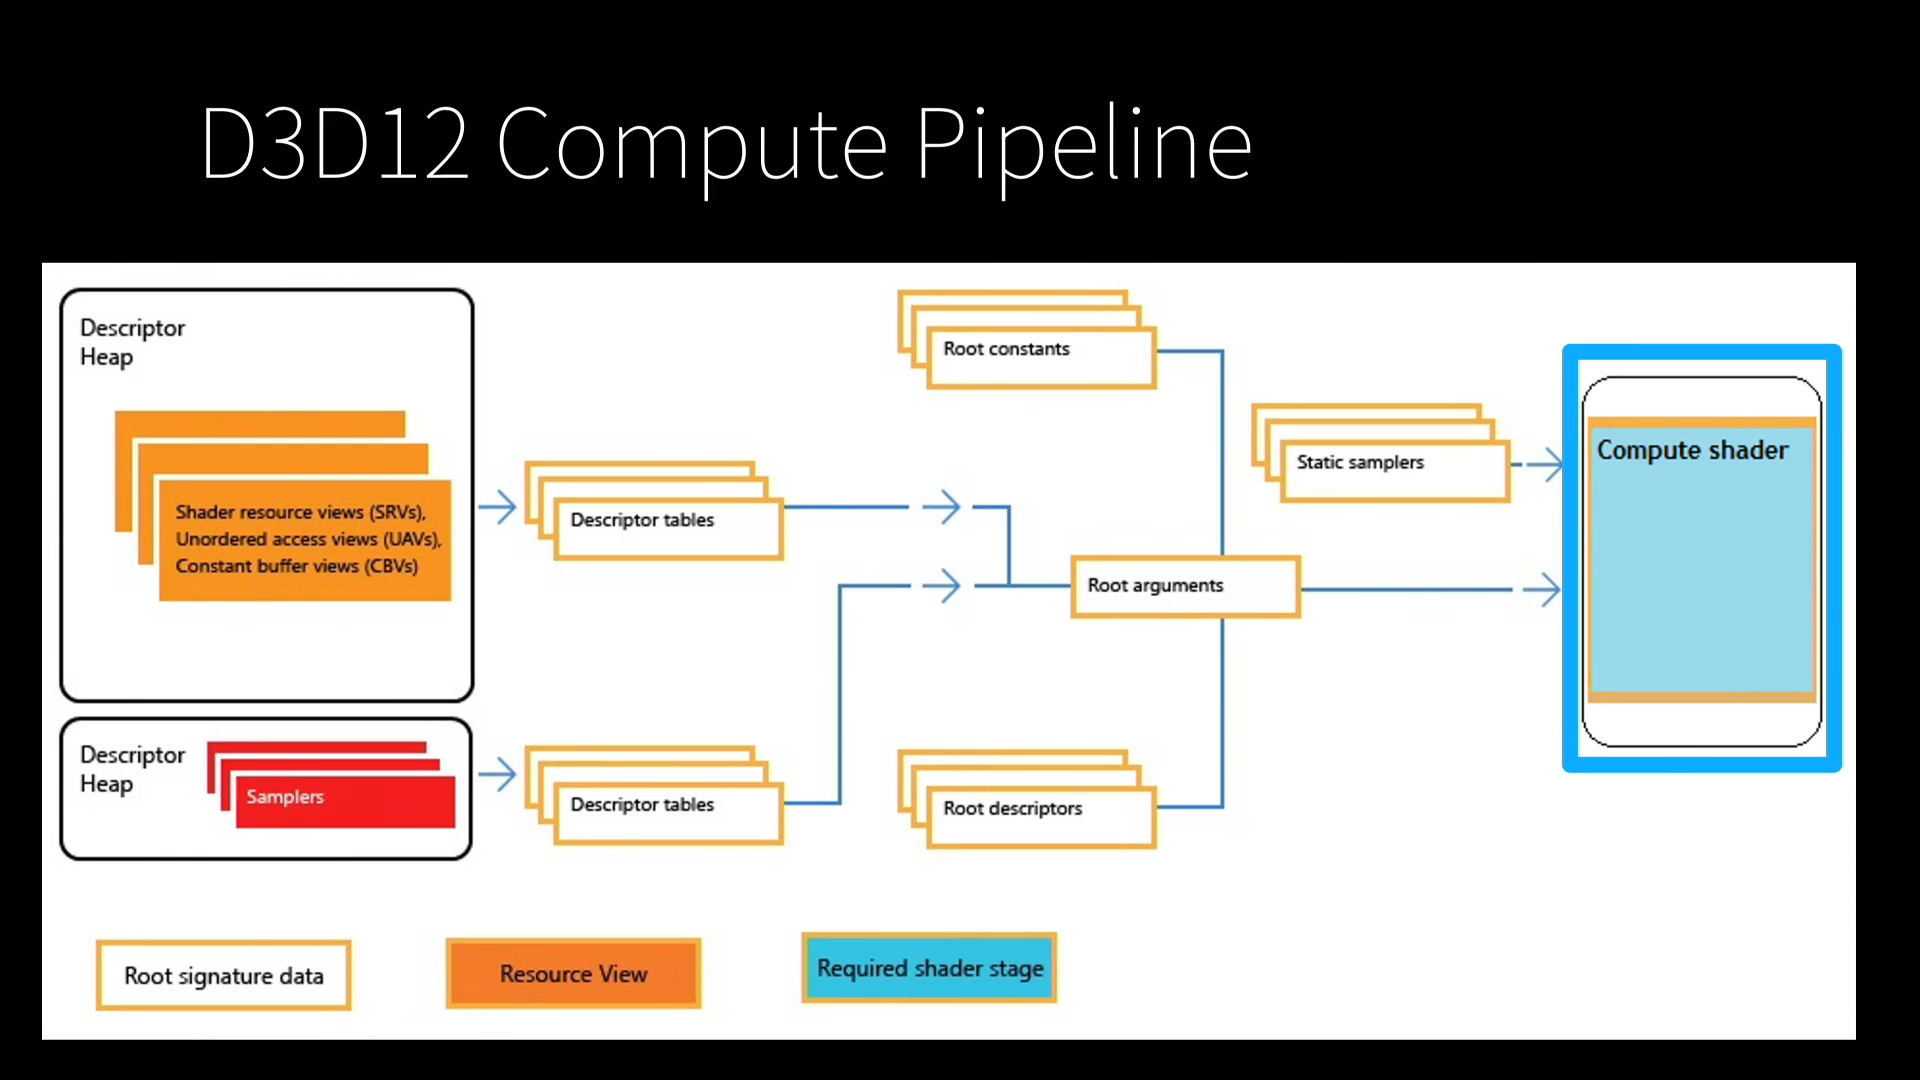 D3D12 Compute Pipeline
Descriptor
Heap
Shader resource views (SRVs),
Unordered access views (UAVs),
Constant buffer views (CBVs)
Descriptor tables
Root constants
Static samplers
Compute shader
Root arguments
Descriptor
Heap
Samplers
Descriptor tables
Root descriptors
Root signature data
Resource View
Required shader stage